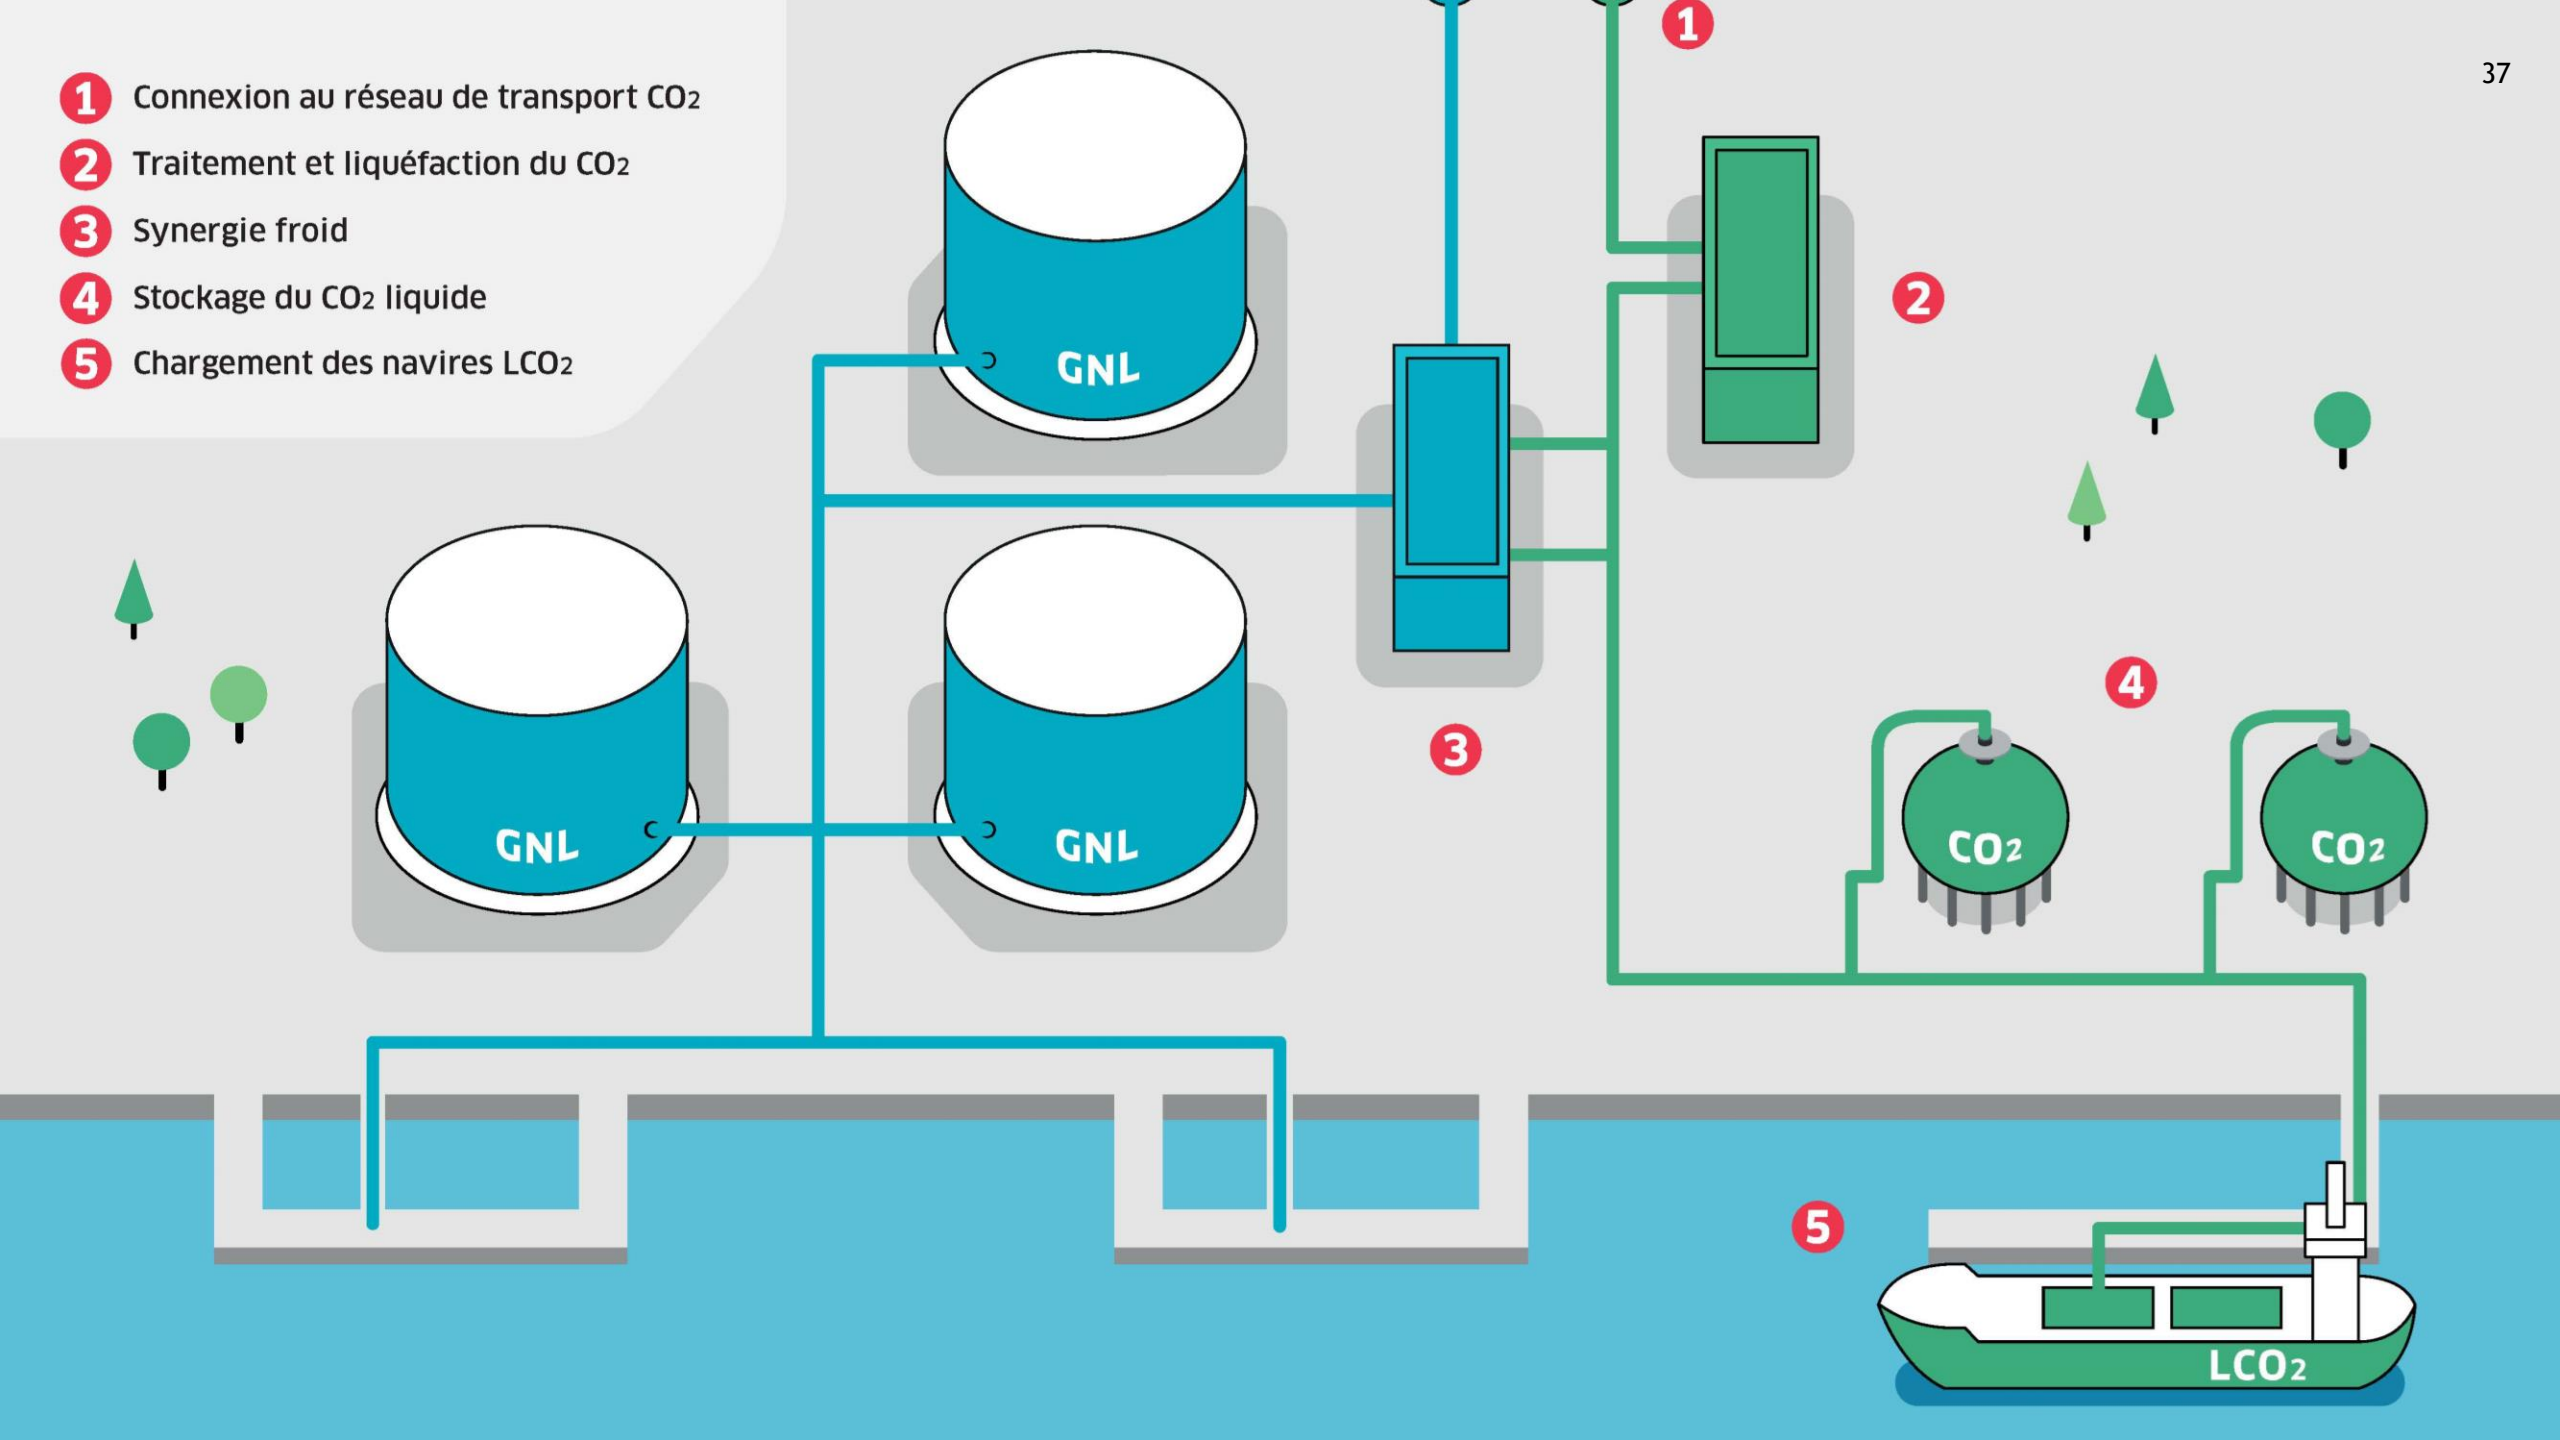 1 Connexion au réseau de transport CO2
2 Traitement et liquéfaction du CO2
3 Synergie froid
4 Stockage du CO2 liquide
5 Chargement des navires LCO2
1
37
2
GNL
3
4
GNL
GNL
CO2
CO2
5
LCO2